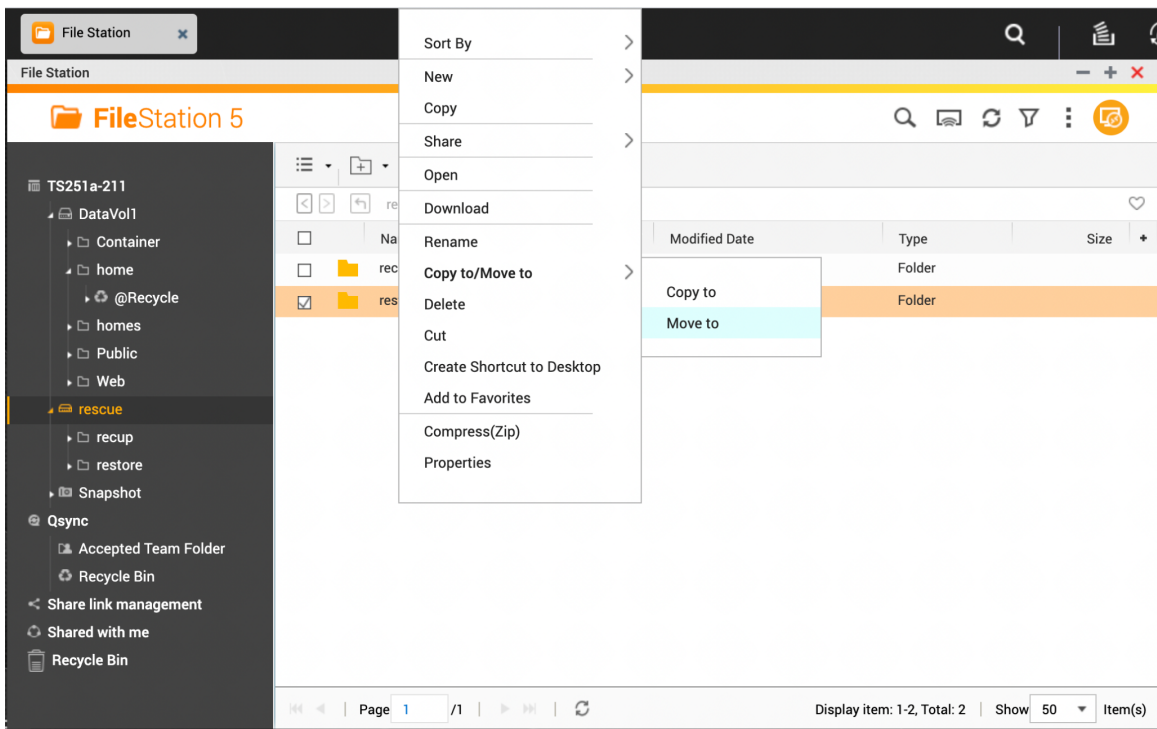 File Station
File Station
FileStation 5
TS251a-211
DataVol1
Container
home
@Recycle
homes
Public
Web
rescue
recup
restore
Snapshot
Qsync
Accepted Team Folder
Recycle Bin
Share link management
Shared with me
Recycle Bin
re
Na Modified Date Type Size
rec Folder
res Folder
Sort By
New
Copy
Share
Open
Download
Rename
Copy to/Move to
Delete
Cut
Create Shortcut to Desktop
Add to Favorites
Compress(Zip)
Properties
Copy to
Move to
Page 1 /1 Display item: 1-2, Total: 2 Show 50 Item(s)